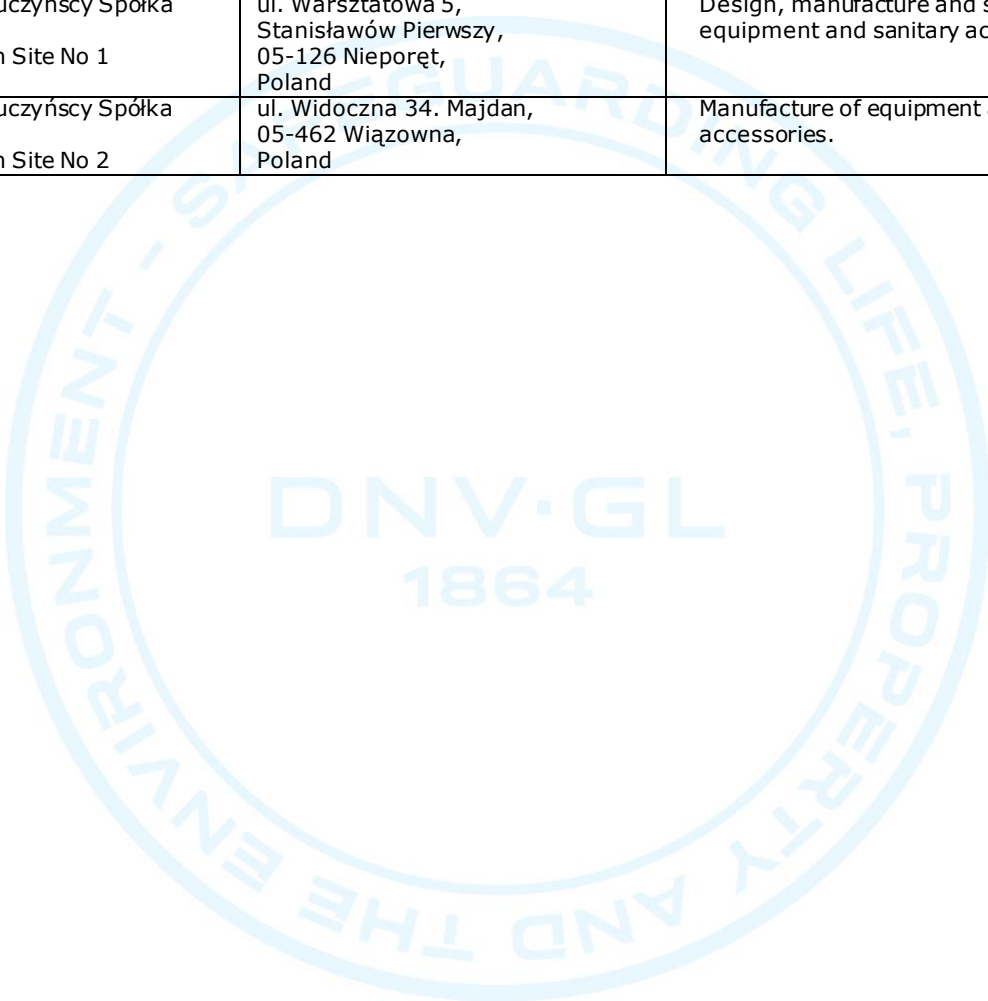 uczyńscy Spółka
n Site No 1
ul. Warsztatowa 5,
Stanisławów Pierwszy,
05-126 Nieporęt,
Poland
Design, manufacture and s
equipment and sanitary ac
uczyńscy Spółka
n Site No 2
ul. Widoczna 34. Majdan,
05-462 Wiązowna,
Poland
Manufacture of equipment
accessories.
SAFEGUARDING LIFE, PROPERTY AND THE ENVIRONMENT -
DNV·GL
1864